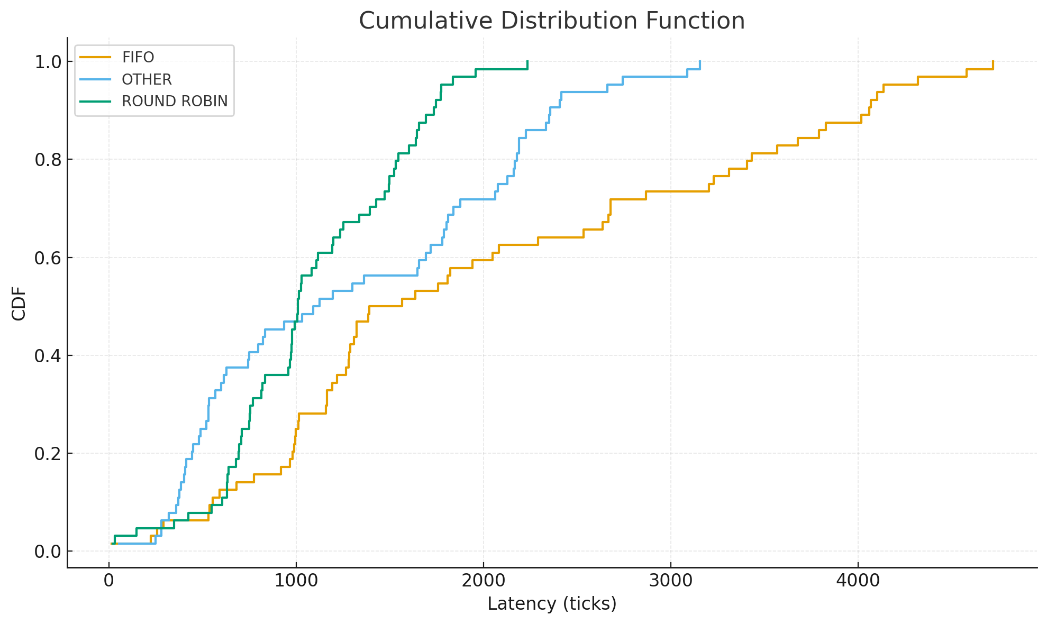 Cumulative Distribution Function
FIFO
OTHER
ROUND ROBIN
CDF
1.0
0.8
0.6
0.4
0.2
0.0
0 1000 2000 3000 4000
Latency (ticks)